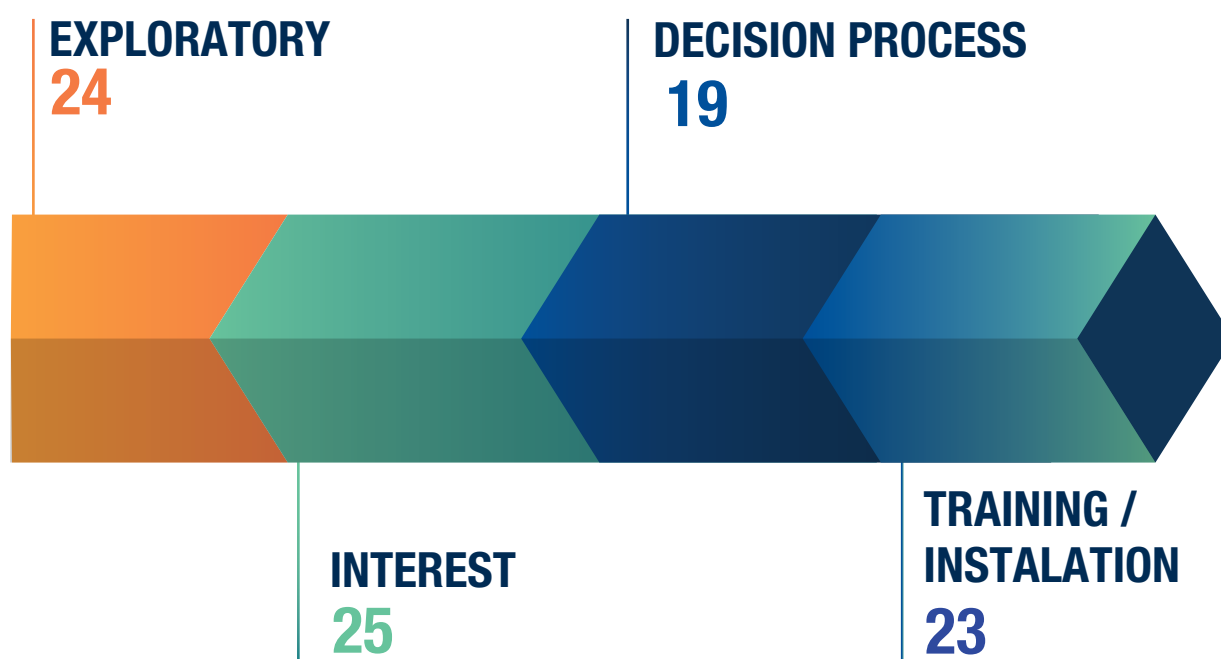 EXPLORATORY
24
DECISION PROCESS
19
INTEREST
25
TRAINING /
INSTALATION
23